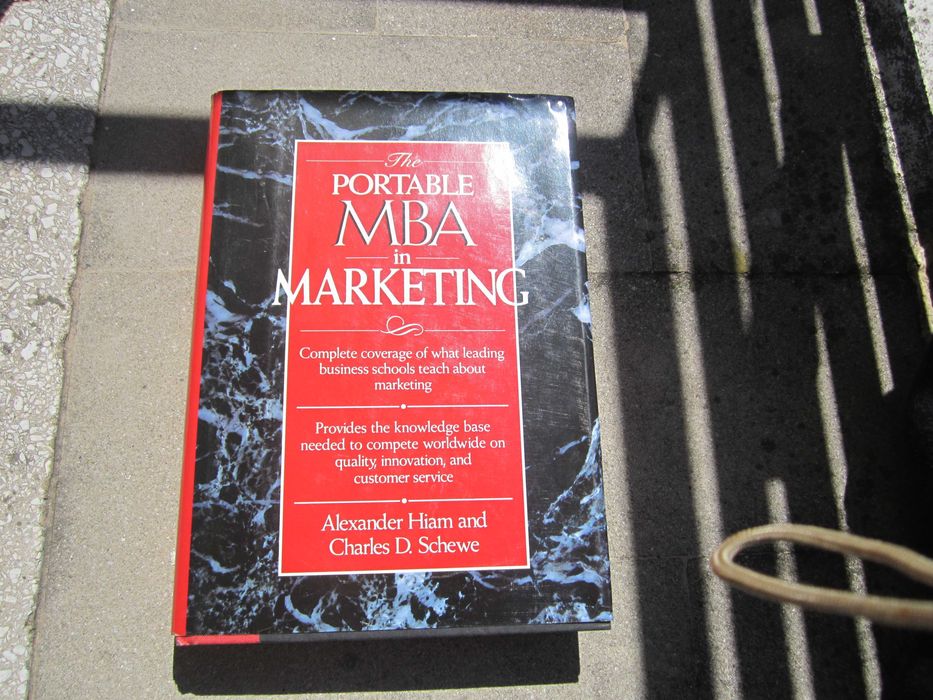 The
PORTABLE
MBA
in
MARKETING
Complete coverage of what leading
business schools teach about
marketing
Provides the knowledge base
needed to compete worldwide on
quality, innovation, and
customer service
Alexander Hiam and
Charles D. Schewe